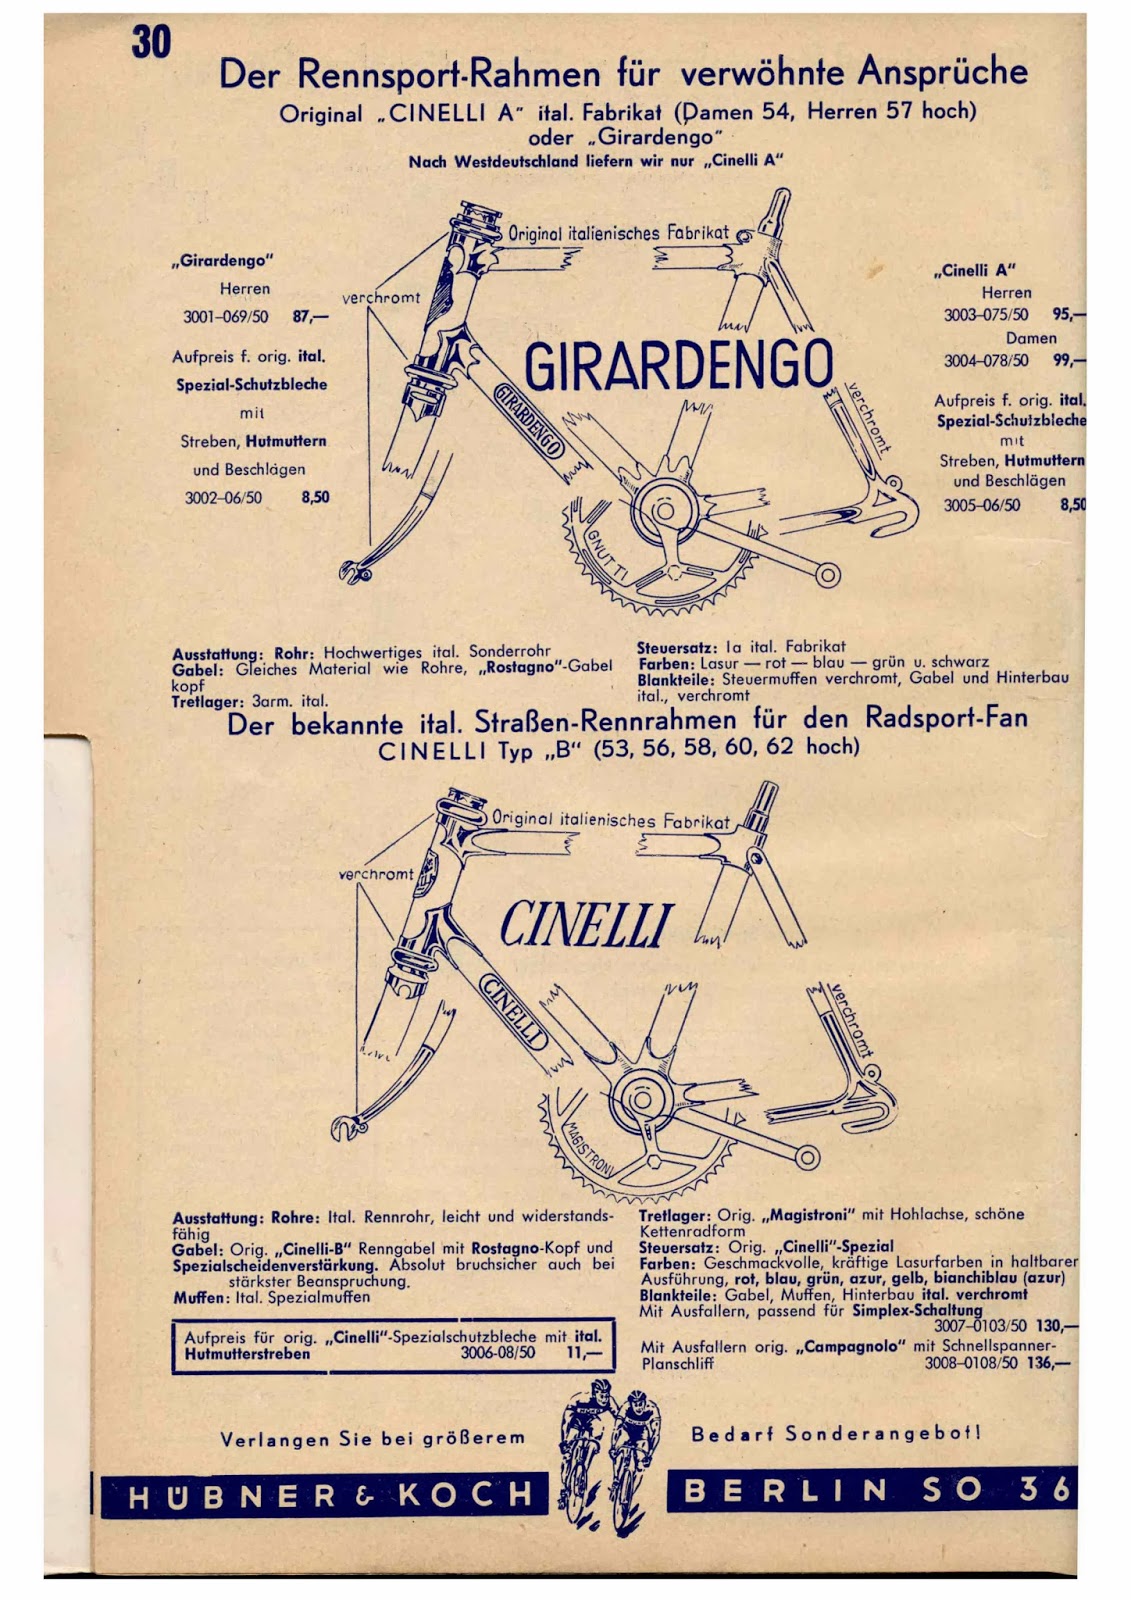 30
Der Rennsport-Rahmen für verwöhnte Ansprüche
Original „CINELLI A" ital. Fabrikat (Damen 54, Herren 57 hoch)
oder „Girardengo"
Nach Westdeutschland liefern wir nur „Cinelli A"
Original italienisches Fabrikat
„Girardengo"
Herren
3001–069/50 87,—
Aufpreis f. orig. ital.
Spezial-Schutzbleche
mit
Streben, Hutmuttern
und Beschlägen
3002–06/50 8,50
verchromt
GIRARDENGO
GIRARDENGO
verchromt
GNUTTI
„Cinelli A"
Herren
3003–075/50 95,—
Damen
3004–078/50 99,—
Aufpreis f. orig. ital.
Spezial-Schutzbleche
mit
Streben, Hutmuttern
und Beschlägen
3005–06/50 8,50
Ausstattung: Rohr: Hochwertiges ital. Sonderrohr
Gabel: Gleiches Material wie Rohre, „Rostagno"-Gabel
kopf
Tretlager: 3arm. ital.
Steuersatz: Ia ital. Fabrikat
Farben: Lasur — rot — blau — grün u. schwarz
Blankteile: Steuermuffen verchromt, Gabel und Hinterbau
ital., verchromt
Der bekannte ital. Straßen-Rennrahmen für den Radsport-Fan
CINELLI Typ „B" (53, 56, 58, 60, 62 hoch)
Original italienisches Fabrikat
verchromt
CINELLI
CINELLI
verchromt
MAGISTRONI
Ausstattung: Rohre: Ital. Rennrohr, leicht und widerstands-
fähig
Gabel: Orig. „Cinelli-B" Renngabel mit Rostagno-Kopf und
Spezialscheidenverstärkung. Absolut bruchsicher auch bei
stärkster Beanspruchung.
Muffen: Ital. Spezialmuffen
Aufpreis für orig. „Cinelli"-Spezialschutzbleche mit ital.
Hutmutterstreben 3006-08/50 11,—
Tretlager: Orig. „Magistroni" mit Hohlachse, schöne
Kettenradform
Steuersatz: Orig. „Cinelli"-Spezial
Farben: Geschmackvolle, kräftige Lasurfarben in haltbarer
Ausführung, rot, blau, grün, azur, gelb, bianchiblau (azur)
Blankteile: Gabel, Muffen, Hinterbau ital. verchromt
Mit Ausfallern, passend für Simplex-Schaltung
3007–0103/50 130,—
Mit Ausfallern orig. „Campagnolo" mit Schnellspanner-
Planschliff 3008–0108/50 136,—
Verlangen Sie bei größerem Bedarf Sonderangebot!
HÜBNER & KOCH BERLIN SO 36